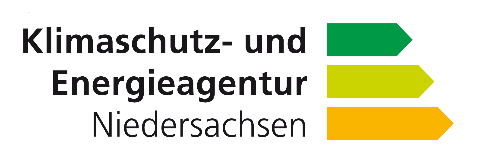 Klimaschutz- und
Energieagentur
Niedersachsen